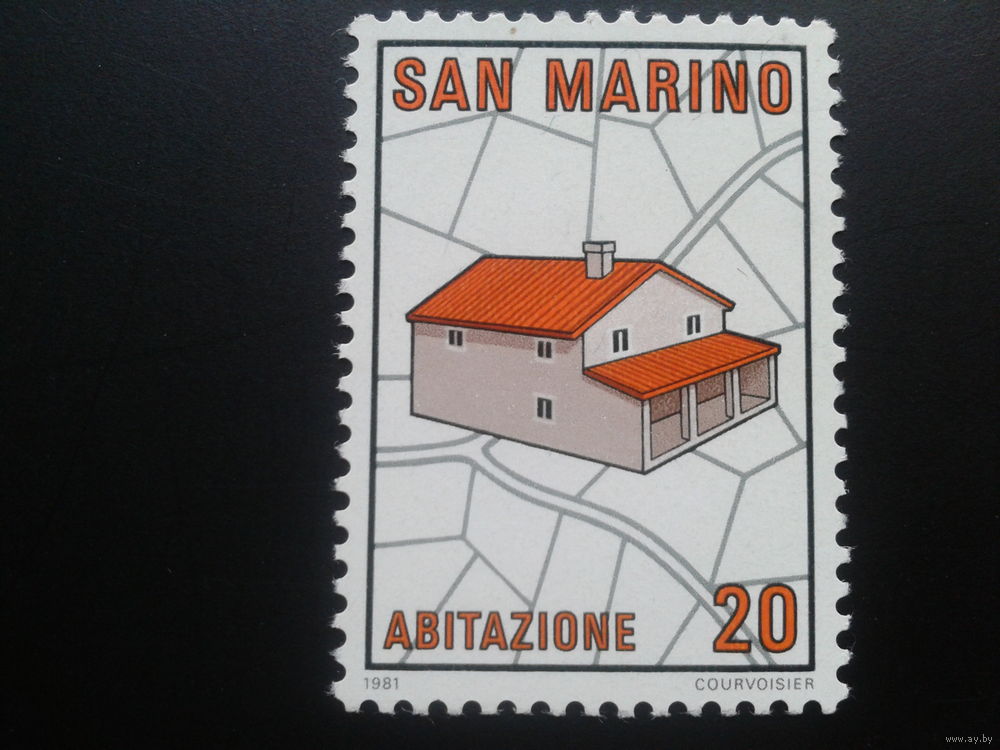 SAN MARINO
ABITAZIONE 20
1981 COURVOISIER
www.ay.by